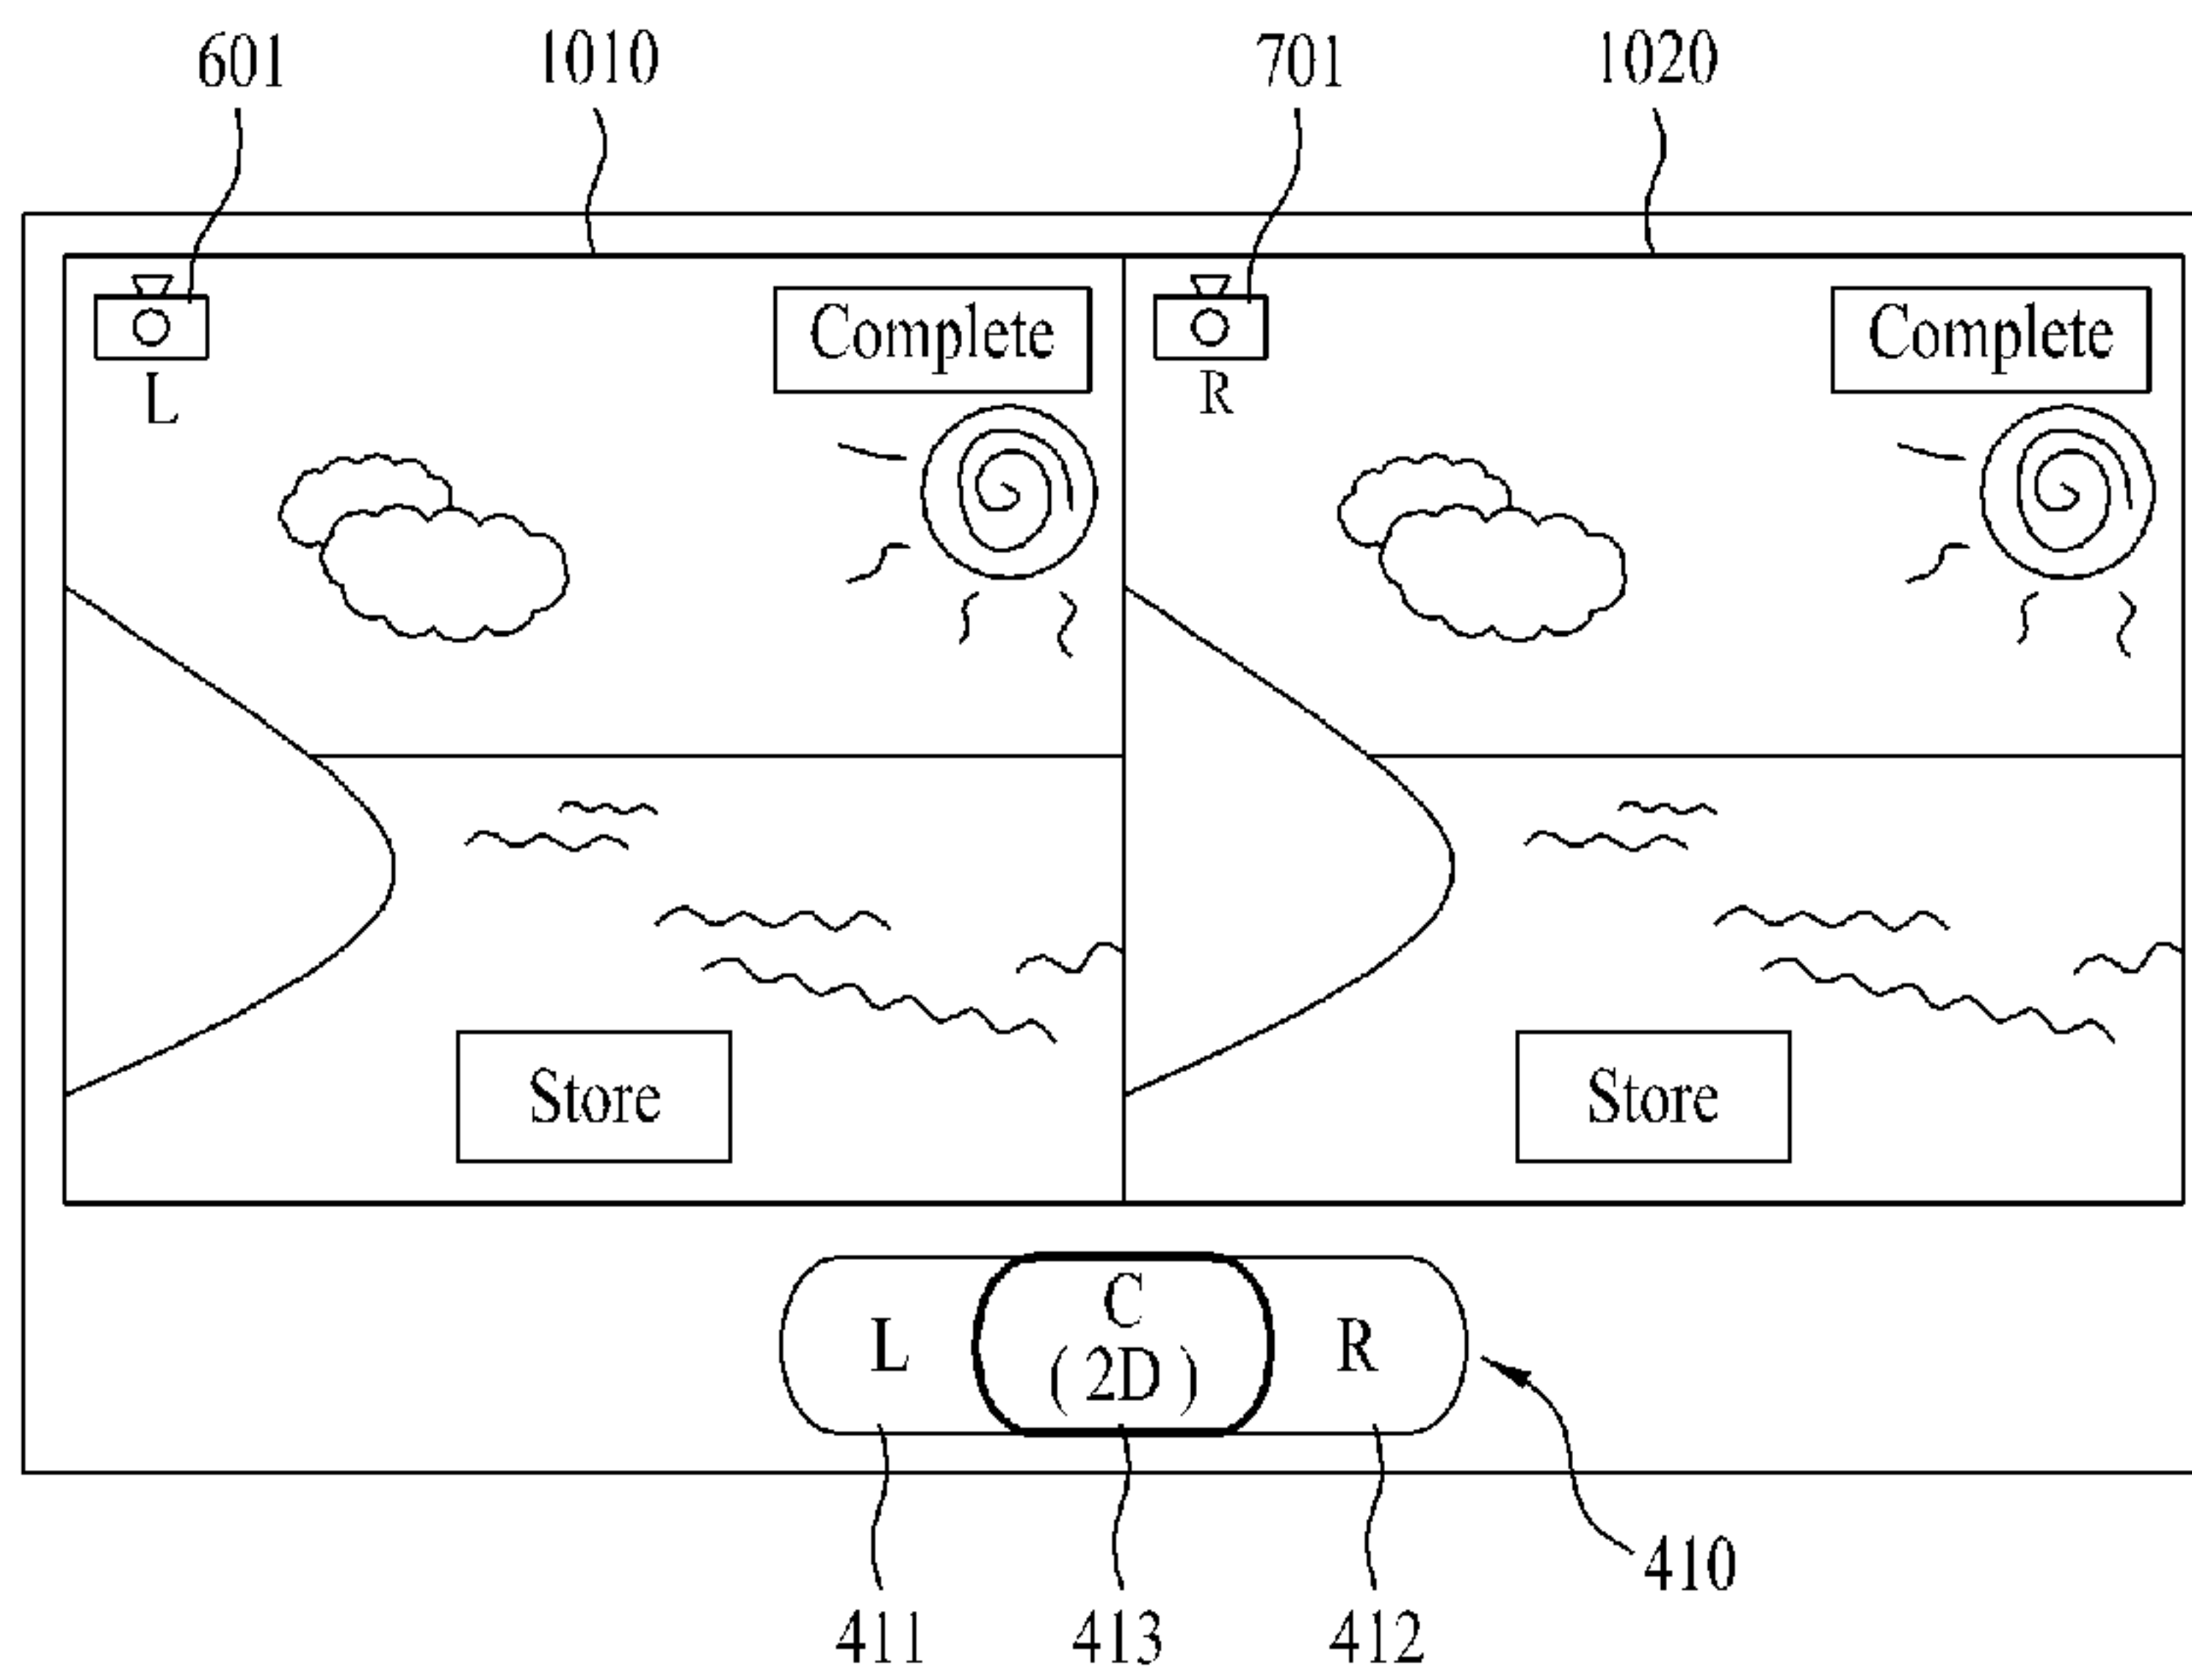 601 1010 701 1020
Complete Complete
L R
Store Store
C
L R
( 2D )
410
411 413 412